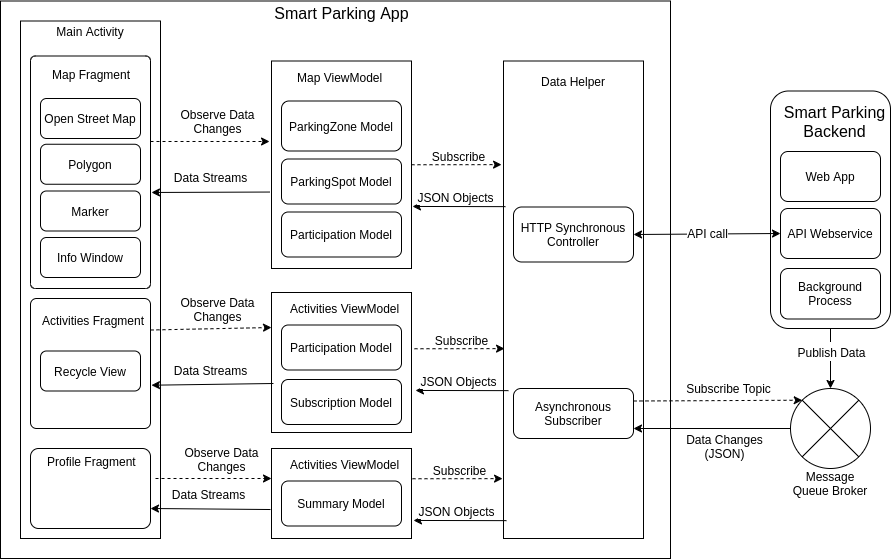 Smart Parking App
Main Activity
Map Fragment
Open Street Map
Polygon
Marker
Info Window
Activities Fragment
Recycle View
Profile Fragment
Observe Data
Changes
Data Streams
Observe Data
Changes
Data Streams
Observe Data
Changes
Data Streams
Map ViewModel
ParkingZone Model
ParkingSpot Model
Participation Model
Activities ViewModel
Participation Model
Subscription Model
Activities ViewModel
Summary Model
Subscribe
JSON Objects
Subscribe
JSON Objects
Subscribe
JSON Objects
Data Helper
HTTP Synchronous
Controller
Asynchronous
Subscriber
API call
Subscribe Topic
Data Changes
(JSON)
Smart Parking
Backend
Web App
API Webservice
Background
Process
Publish Data
Message
Queue Broker